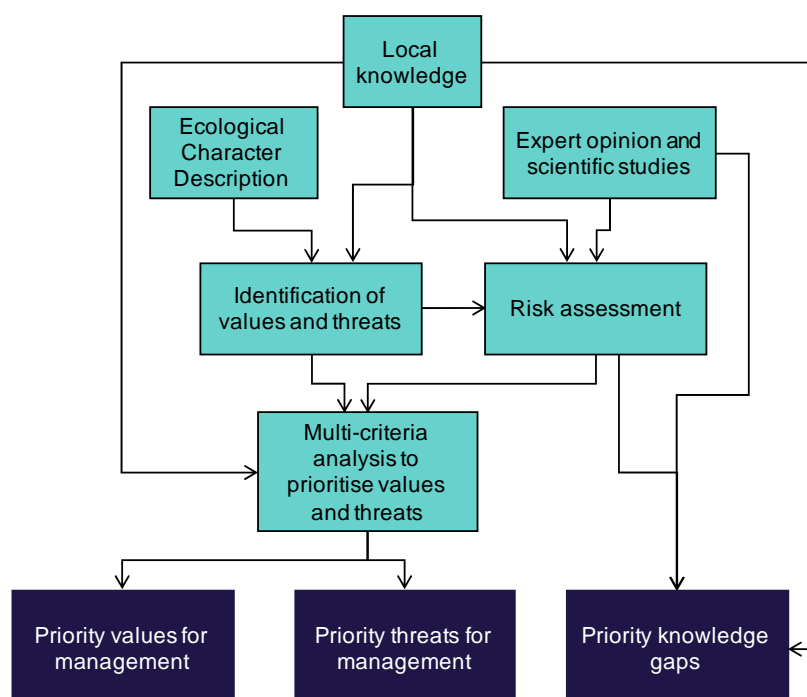 Local
knowledge
Ecological
Character
Description
Expert opinion and
scientific studies
Identification of
values and threats
Risk assessment
Multi-criteria
analysis to
prioritise values
and threats
Priority values for
management
Priority threats for
management
Priority knowledge
gaps